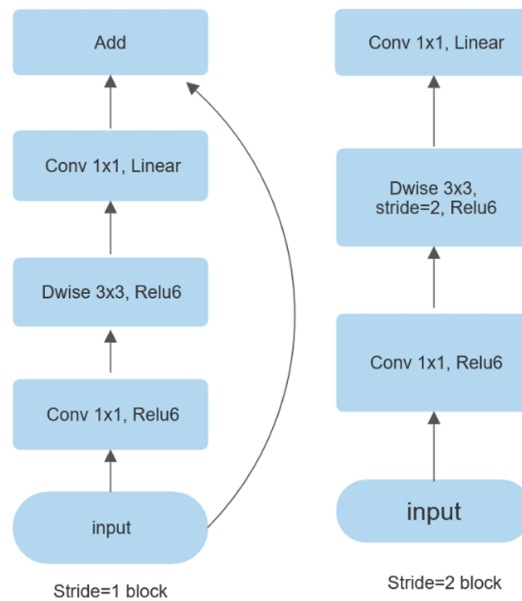 Add
Conv 1x1, Linear
Dwise 3x3, Relu6
Conv 1x1, Relu6
input
Stride=1 block
Conv 1x1, Linear
Dwise 3x3,
stride=2, Relu6
Conv 1x1, Relu6
input
Stride=2 block